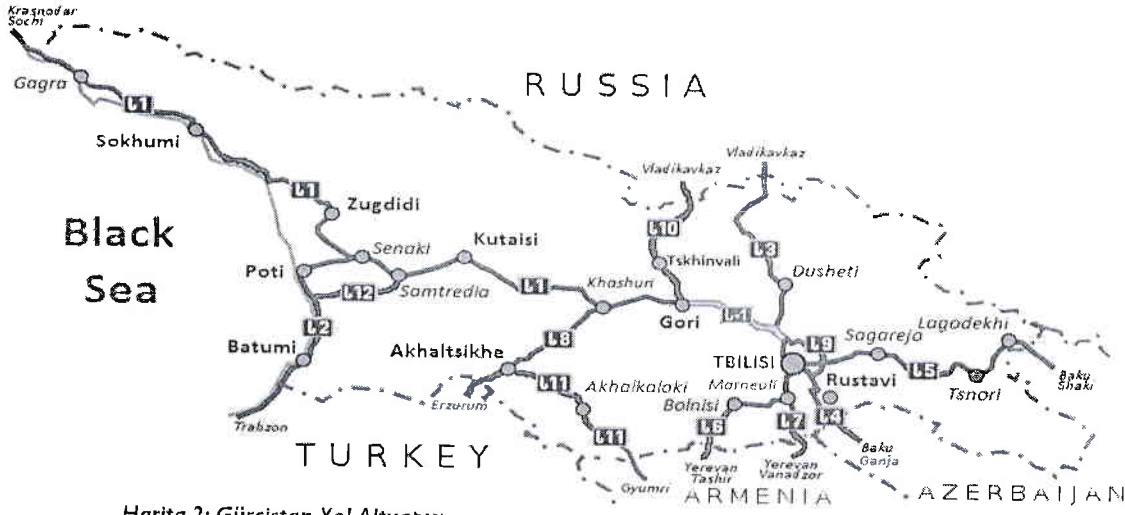 Krasnodar
Sochi
Gagra
L1
Sokhumi
RUSSIA
Vladikavkaz
Vladikavkaz
L1
Zugdidi
Black
Sea
Senaki
Kutaisi
L10
Tskhinvali
L3
Dusheti
Poti
L12
Samtredia
L1
Khashuri
Gori
L2
Batumi
Akhaltsikhe
L8
TBILISI
L9
Sagarejo
Lagodekhi
L5
Tsnori
Baku
Shaki
Erzurum
L11
Akhalkalaki
Marneuli
Rustavi
Bolnisi
L6
L7
L4
Trabzon
TURKEY
L11
Gyumri
Yerevan
Tashir
Yerevan
Vanadzor
Baku
Ganja
ARMENIA
AZERBAIJAN
Harita 2: Gürcistan Yol